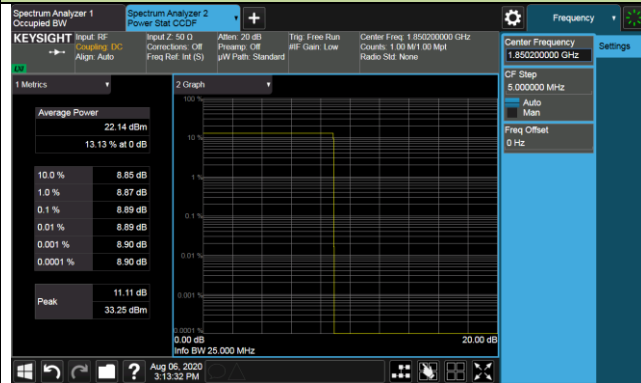 Spectrum Analyzer 1
Occupied BW
Spectrum Analyzer 2
Power Stat CCDF
Frequency
KEYSIGHT
Input: RF
Coupling: DC
Align: Auto
Input Z: 50 Ω
Corrections: Off
Freq Ref: Int (S)
Atten: 20 dB
Preamp: Off
µW Path: Standard
Trig: Free Run
#IF Gain: Low
Center Freq: 1.850200000 GHz
Counts: 1.00 M/1.00 Mpt
Radio Std: None
1 Metrics
Average Power
22.14 dBm
13.13 % at 0 dB
10.0 % 8.85 dB
1.0 % 8.87 dB
0.1 % 8.89 dB
0.01 % 8.89 dB
0.001 % 8.90 dB
0.0001 % 8.90 dB
Peak
11.11 dB
33.25 dBm
2 Graph
100 %
10 %
1 %
0.1 %
0.01 %
0.001 %
0.0001 %
0.00 dB
20.00 dB
Info BW 25.000 MHz
Center Frequency
1.850200000 GHz
Settings
CF Step
5.000000 MHz
Auto
Man
Freq Offset
0 Hz
?
Aug 06, 2020
3:13:32 PM